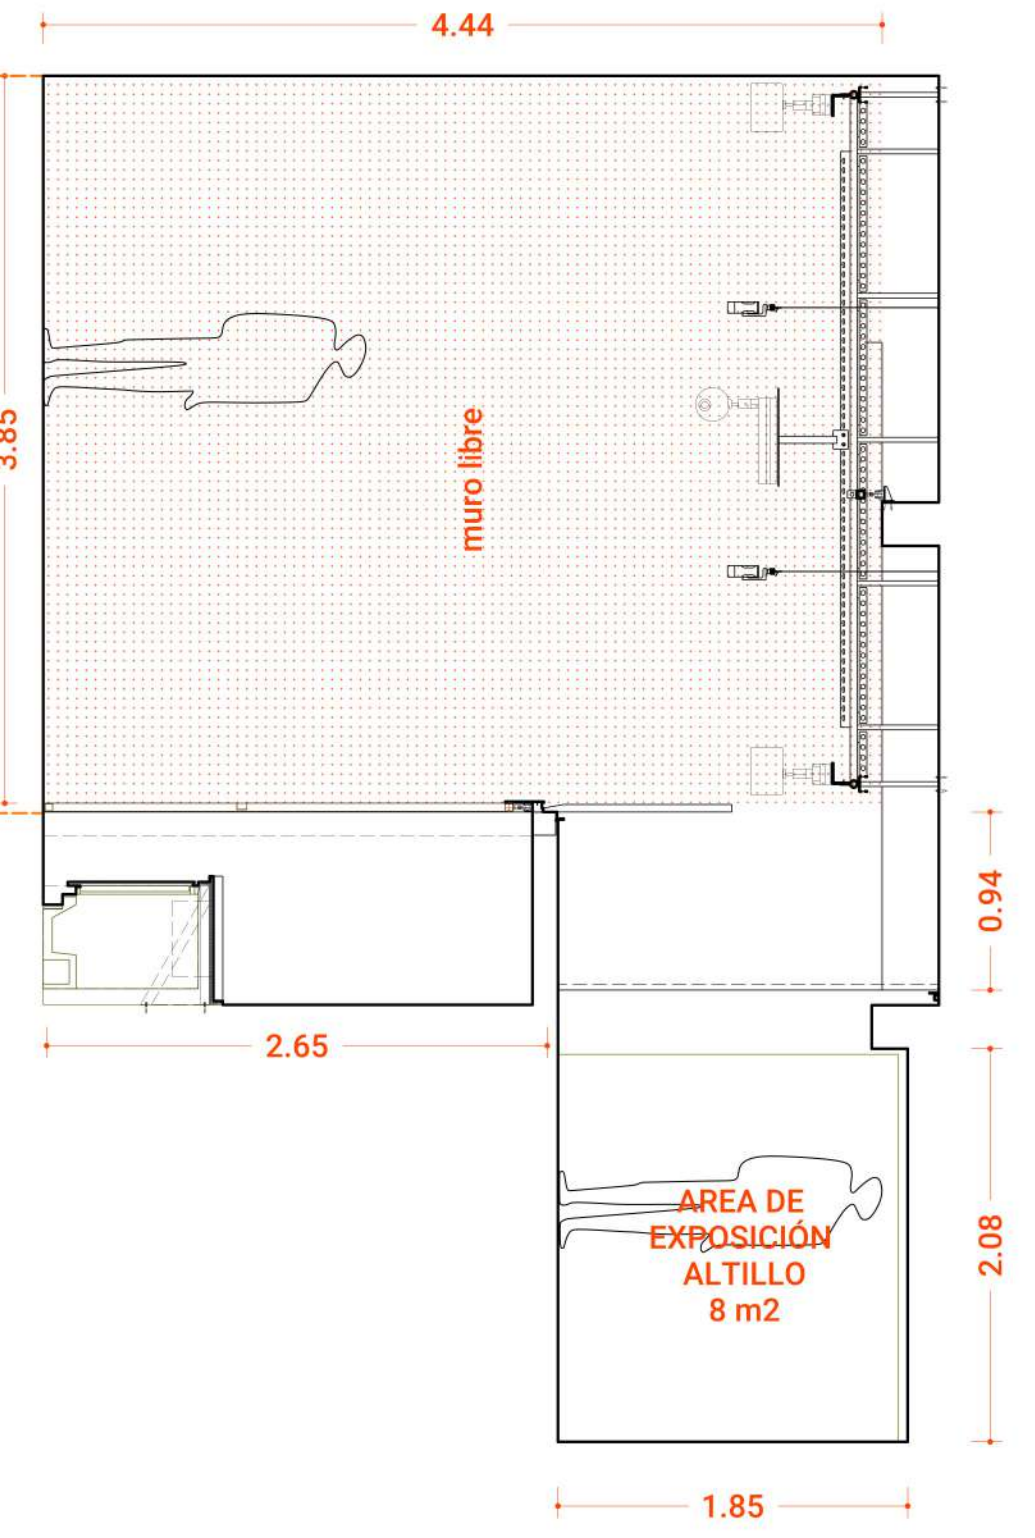 4.44
3.85
muro libre
0.94
2.65
AREA DE
EXPOSICIÓN
ALTILLO
8 m2
2.08
1.85